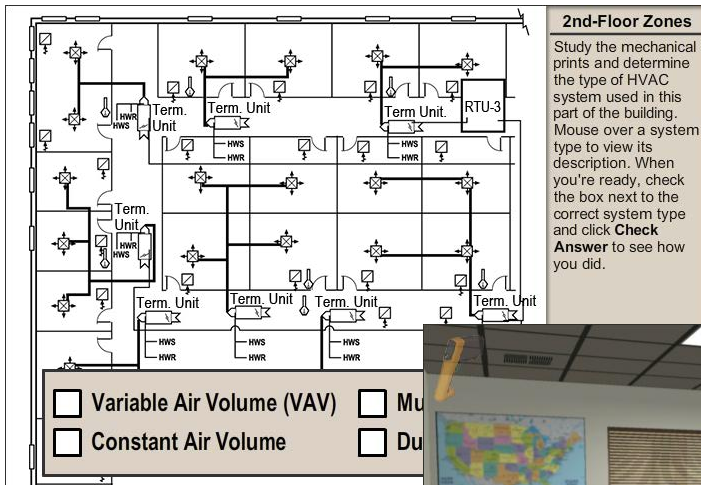 2nd-Floor Zones
Study the mechanical
prints and determine
the type of HVAC
system used in this
part of the building.
Mouse over a system
type to view its
description. When
you're ready, check
the box next to the
correct system type
and click Check
Answer to see how
you did.
HWR
HWS
Term.
Unit
Term. Unit
HWS
HWR
Term. Unit.
HWS
HWR
RTU-3
Term.
Unit
HWR
HWS
Term. Unit
HWS
HWR
Term. Unit
HWS
HWR
Term. Unit
HWS
HWR
Term. Unit
Variable Air Volume (VAV)
Mu
Constant Air Volume
Du